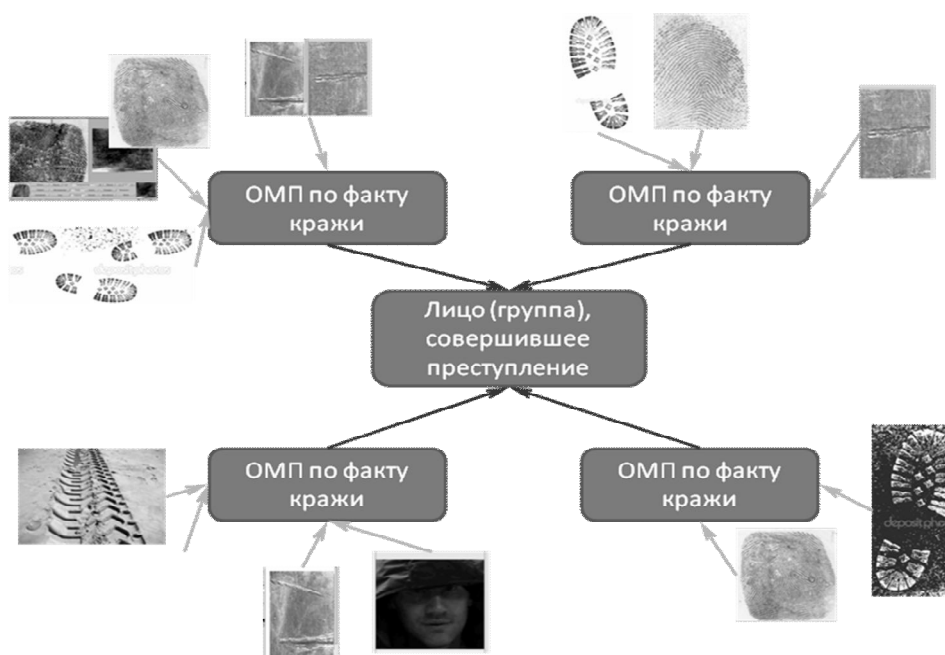 ОМП по факту
кражи
ОМП по факту
кражи
Лицо (группа),
совершившее
преступление
ОМП по факту
кражи
ОМП по факту
кражи